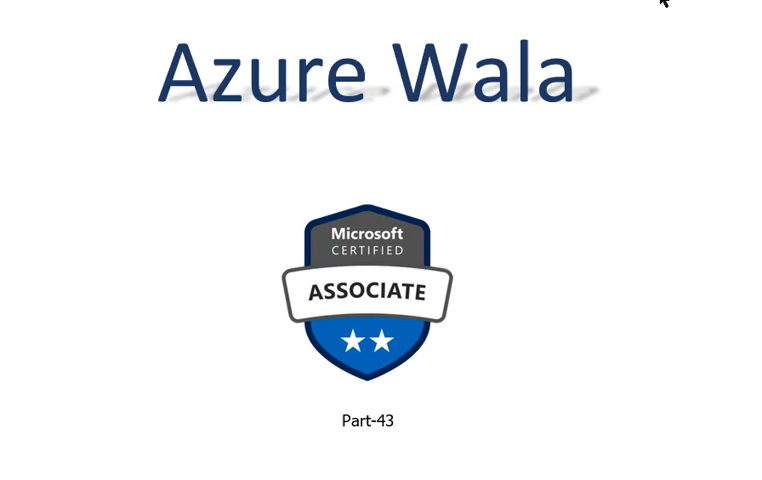 Azure Wala
Microsoft
CERTIFIED
ASSOCIATE
Part-43